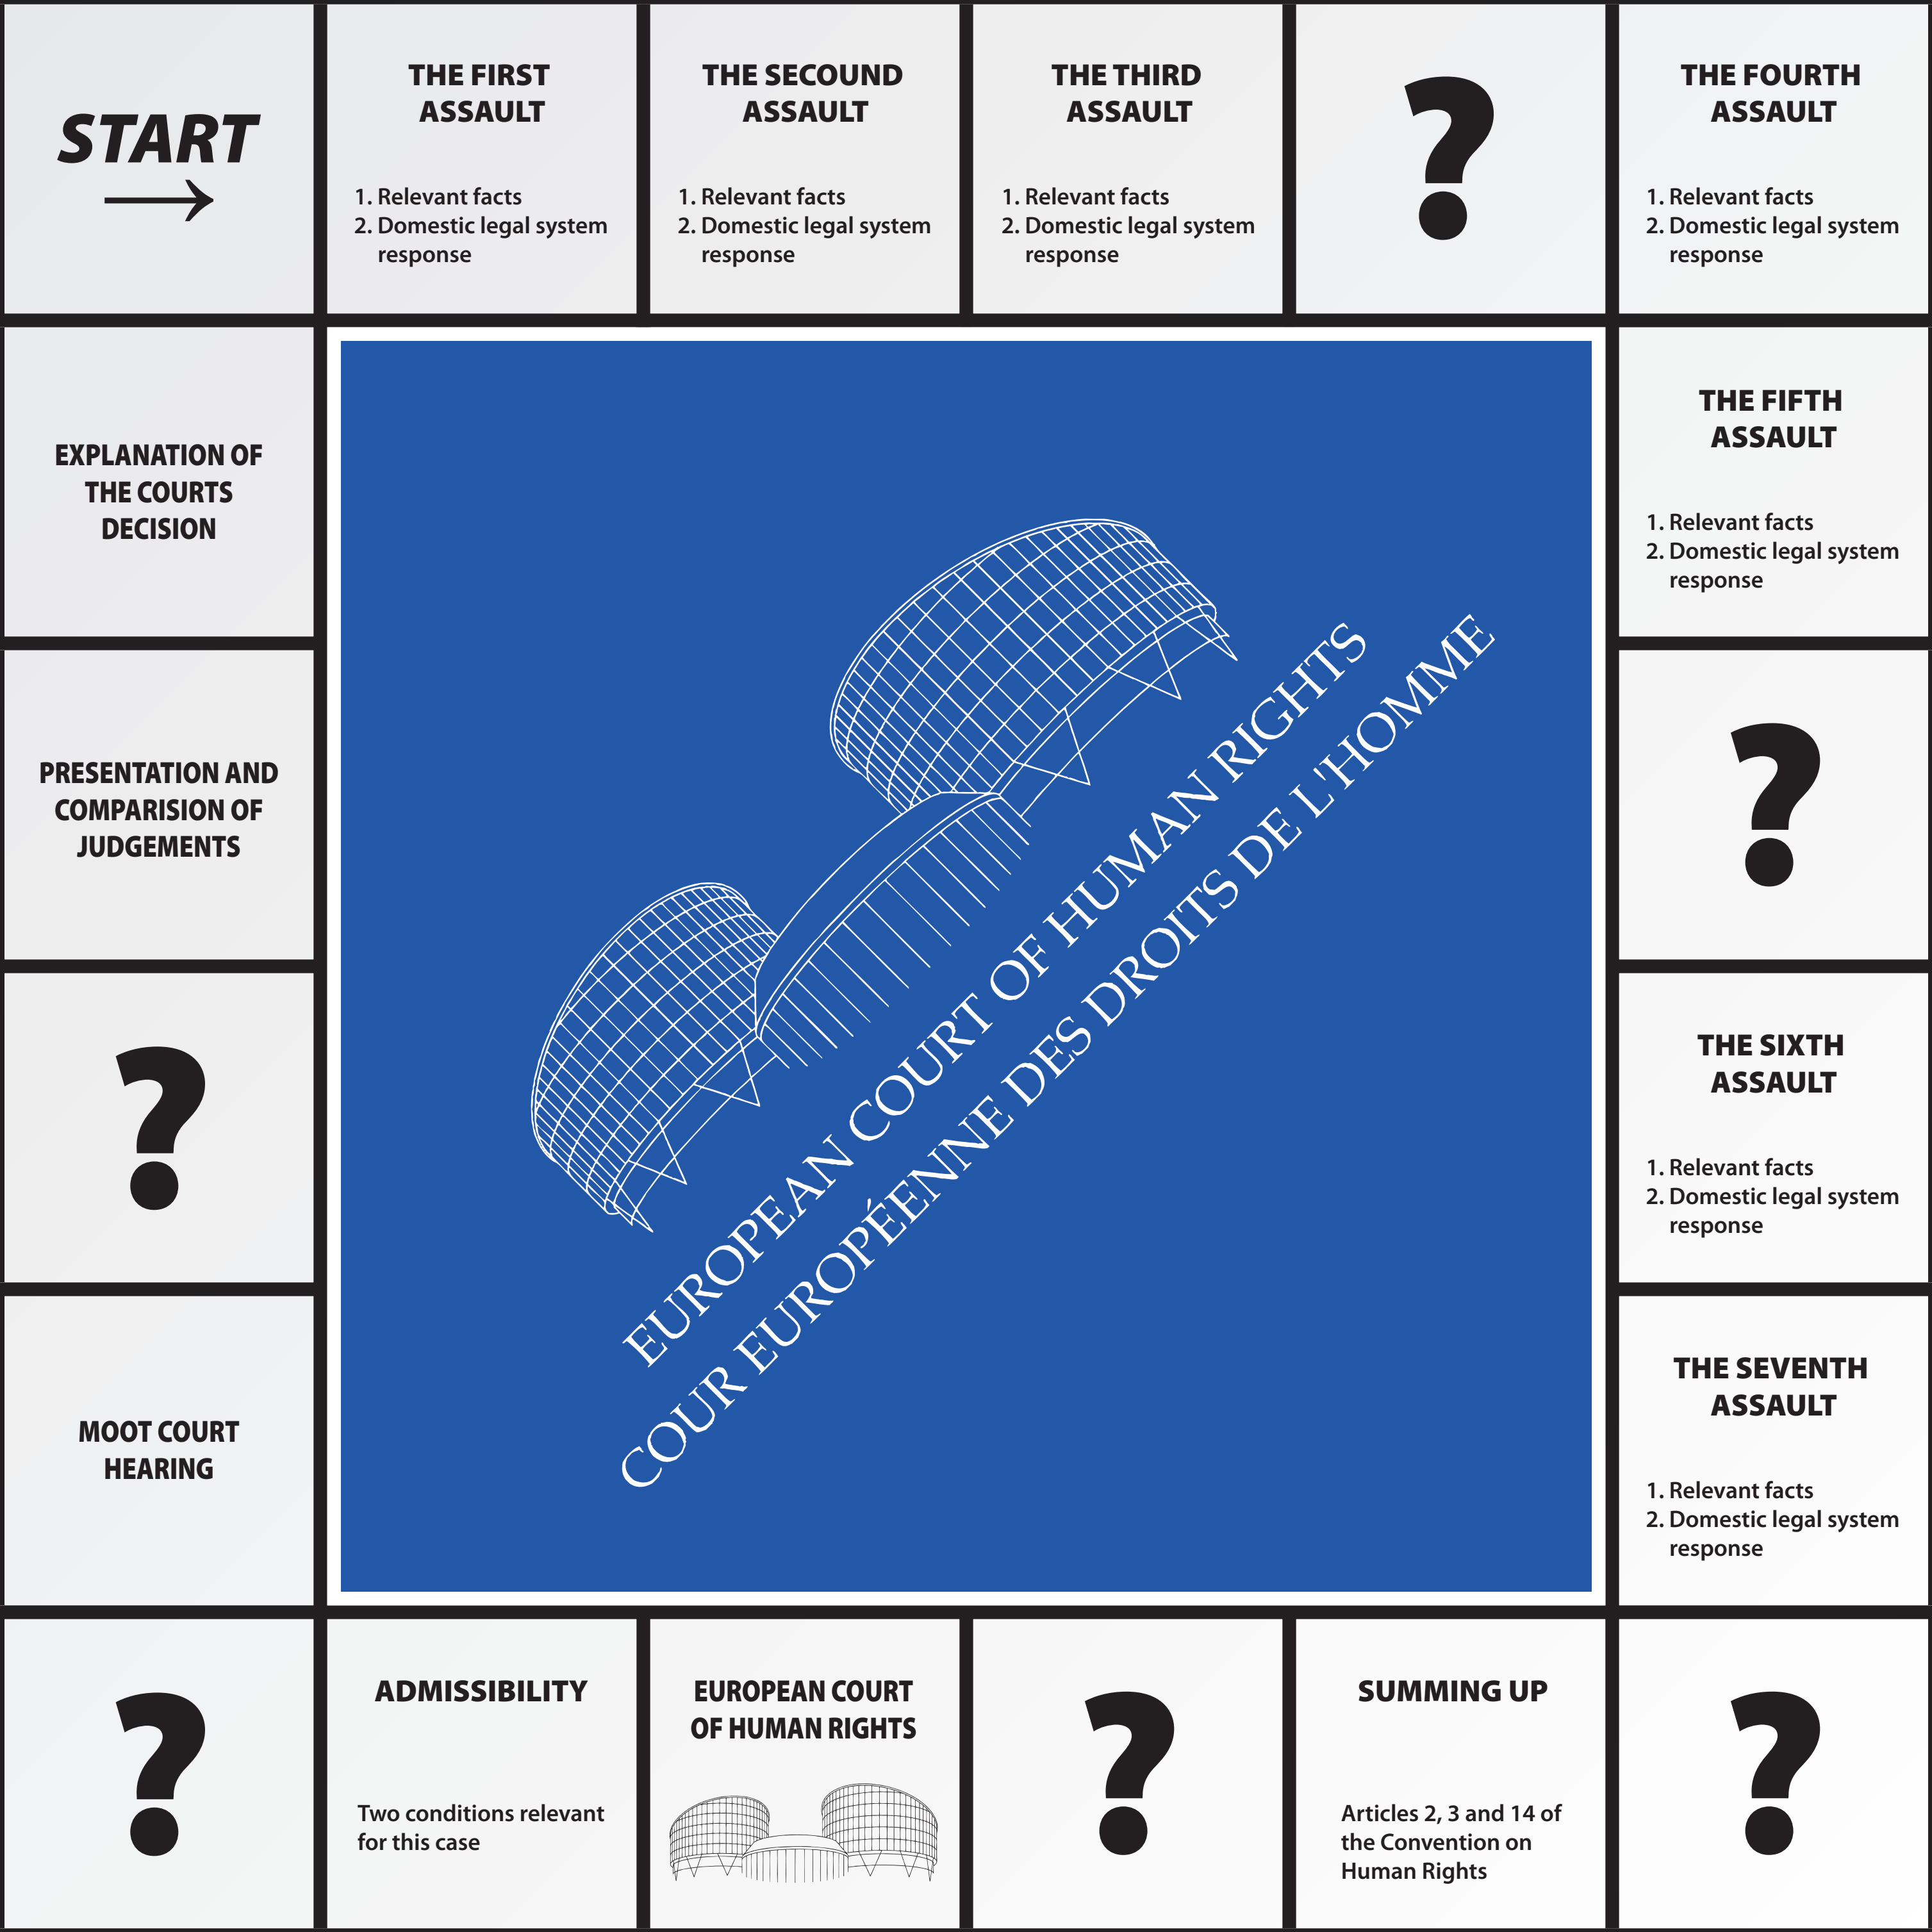 START
THE FIRST
ASSAULT
1. Relevant facts
2. Domestic legal system
response
THE SECOUND
ASSAULT
1. Relevant facts
2. Domestic legal system
response
THE THIRD
ASSAULT
1. Relevant facts
2. Domestic legal system
response
?
THE FOURTH
ASSAULT
1. Relevant facts
2. Domestic legal system
response
THE FIFTH
ASSAULT
1. Relevant facts
2. Domestic legal system
response
?
THE SIXTH
ASSAULT
1. Relevant facts
2. Domestic legal system
response
THE SEVENTH
ASSAULT
1. Relevant facts
2. Domestic legal system
response
?
SUMMING UP
Articles 2, 3 and 14 of
the Convention on
Human Rights
?
EUROPEAN COURT
OF HUMAN RIGHTS
ADMISSIBILITY
Two conditions relevant
for this case
?
MOOT COURT
HEARING
?
PRESENTATION AND
COMPARISION OF
JUDGEMENTS
EXPLANATION OF
THE COURTS
DECISION
EUROPEAN COURT OF HUMAN RIGHTS
COUR EUROPÉENNE DES DROITS DE L'HOMME